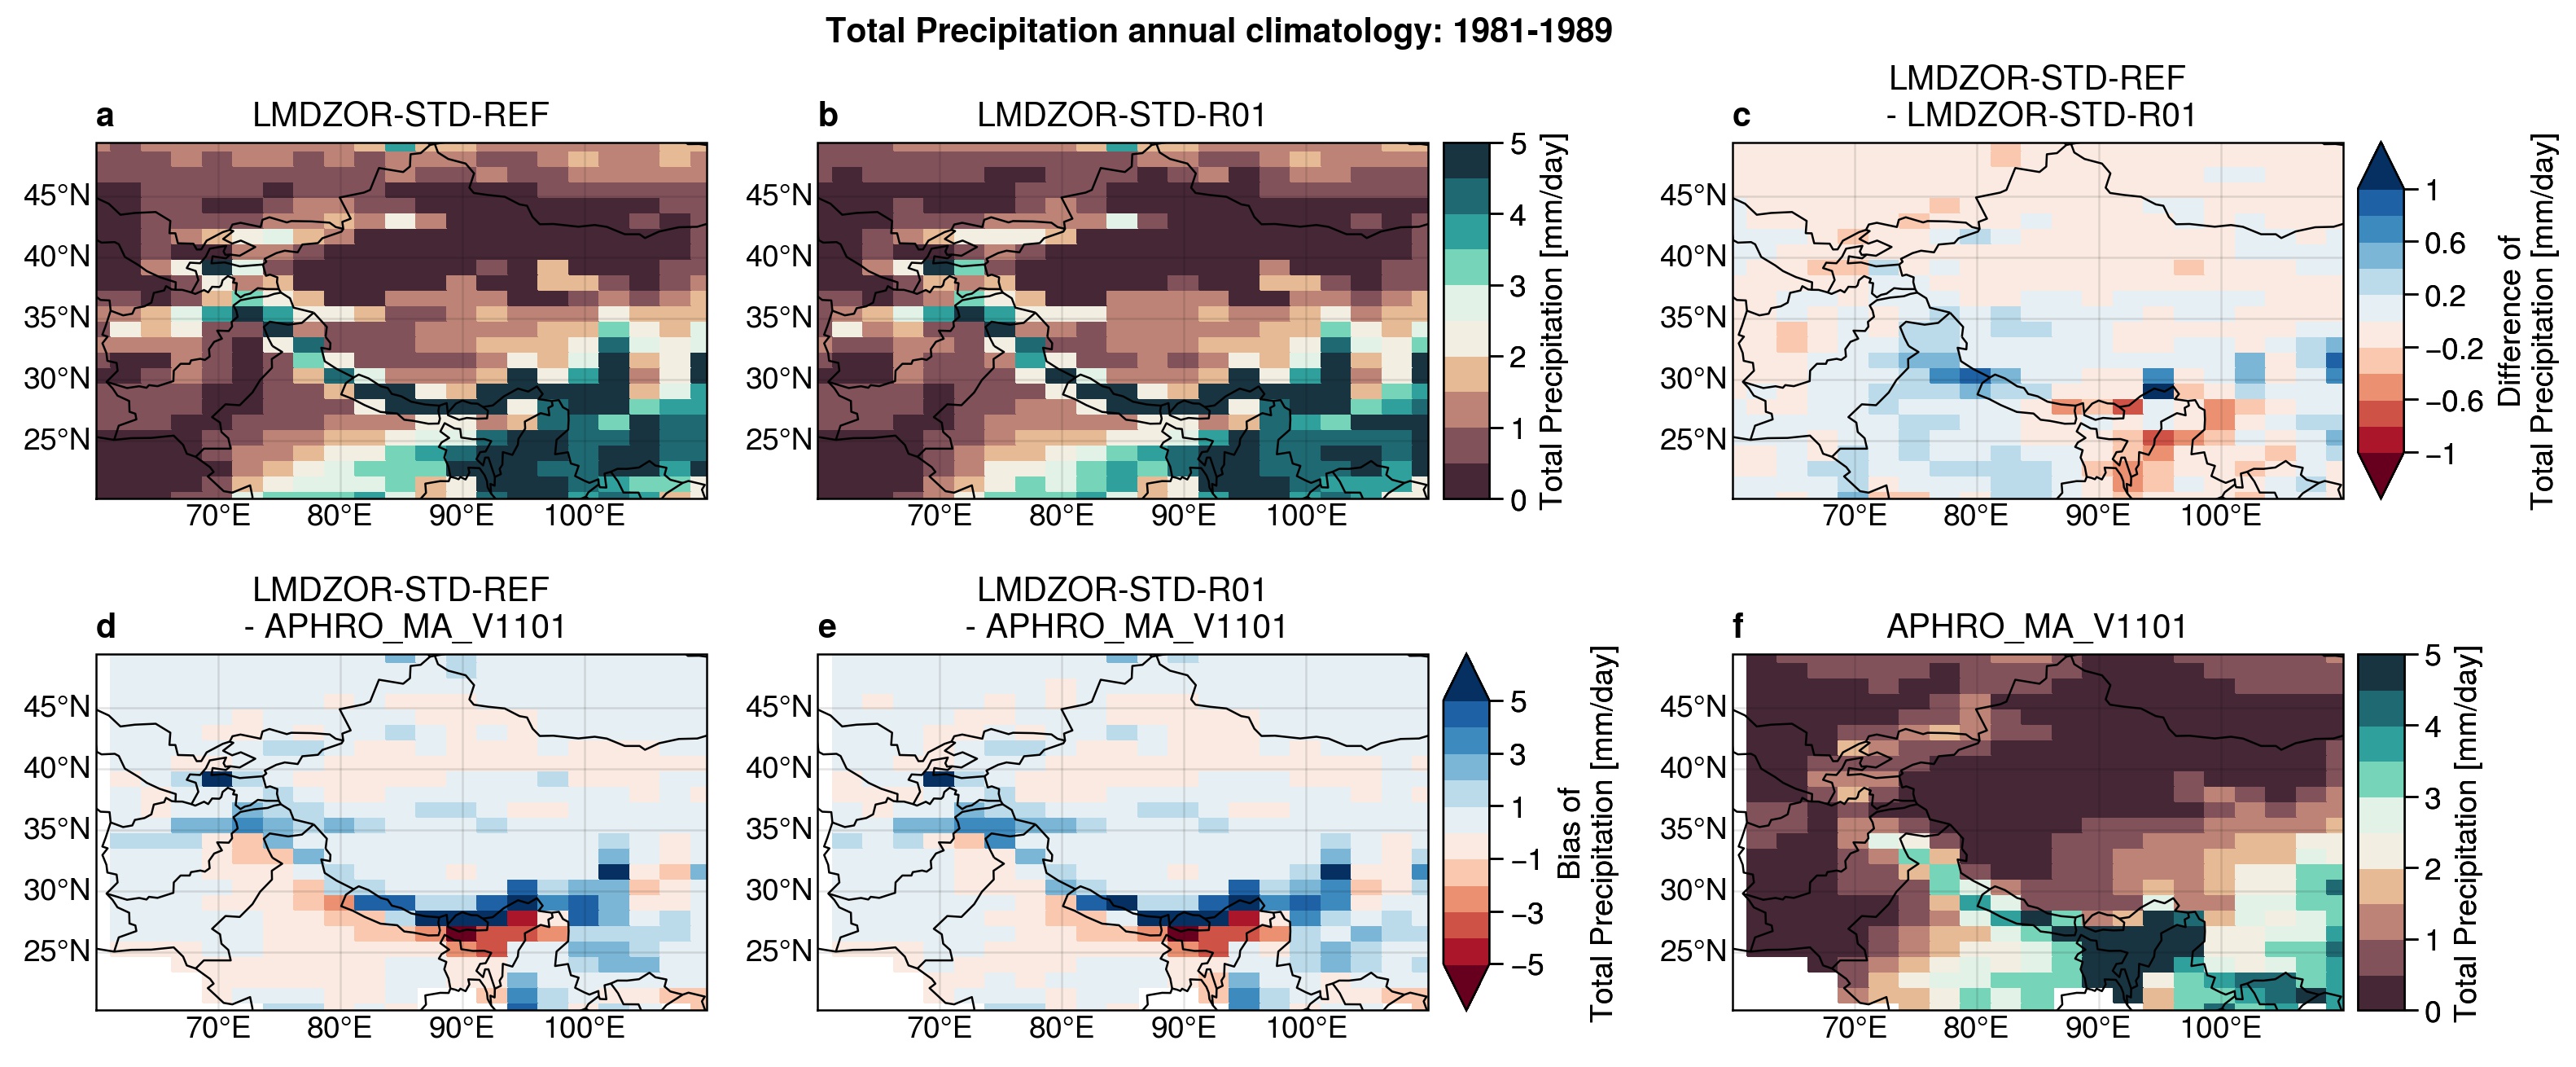 Total Precipitation annual climatology: 1981-1989
a
LMDZOR-STD-REF
45°N
40°N
35°N
30°N
25°N
70°E 80°E 90°E 100°E
b
LMDZOR-STD-R01
45°N
40°N
35°N
30°N
25°N
70°E 80°E 90°E 100°E
5
4
3
2
1
0
Total Precipitation [mm/day]
c
LMDZOR-STD-REF
- LMDZOR-STD-R01
45°N
40°N
35°N
30°N
25°N
70°E 80°E 90°E 100°E
1
0.6
0.2
−0.2
−0.6
−1
Difference of
Total Precipitation [mm/day]
d
LMDZOR-STD-REF
- APHRO_MA_V1101
45°N
40°N
35°N
30°N
25°N
70°E 80°E 90°E 100°E
e
LMDZOR-STD-R01
- APHRO_MA_V1101
45°N
40°N
35°N
30°N
25°N
70°E 80°E 90°E 100°E
5
3
1
−1
−3
−5
Bias of
Total Precipitation [mm/day]
f
APHRO_MA_V1101
45°N
40°N
35°N
30°N
25°N
70°E 80°E 90°E 100°E
5
4
3
2
1
0
Total Precipitation [mm/day]